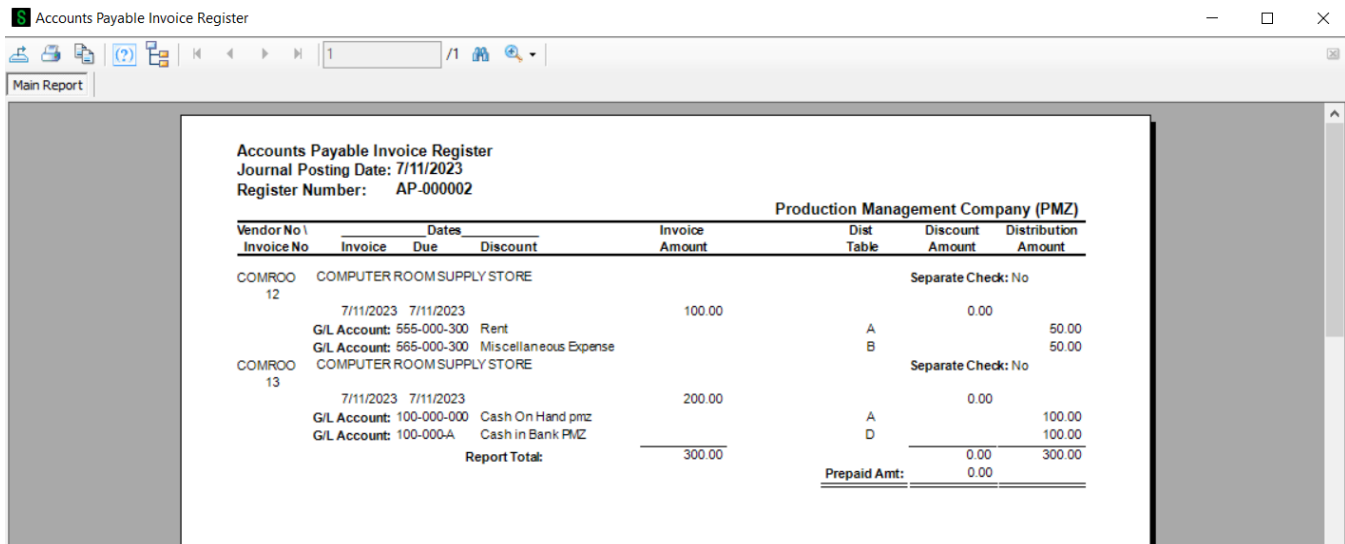 Accounts Payable Invoice Register
1 /1
Main Report
Accounts Payable Invoice Register
Journal Posting Date: 7/11/2023
Register Number: AP-000002
Production Management Company (PMZ)
Vendor No \ Dates Invoice Dist Discount Distribution
Invoice No Invoice Due Discount Amount Table Amount Amount
COMROO COMPUTER ROOM SUPPLY STORE Separate Check: No
12
7/11/2023 7/11/2023 100.00 0.00
G/L Account: 555-000-300 Rent A 50.00
G/L Account: 565-000-300 Miscellaneous Expense B 50.00
COMROO COMPUTER ROOM SUPPLY STORE Separate Check: No
13
7/11/2023 7/11/2023 200.00 0.00
G/L Account: 100-000-000 Cash On Hand pmz A 100.00
G/L Account: 100-000-A Cash in Bank PMZ D 100.00
Report Total: 300.00 0.00 300.00
Prepaid Amt: 0.00